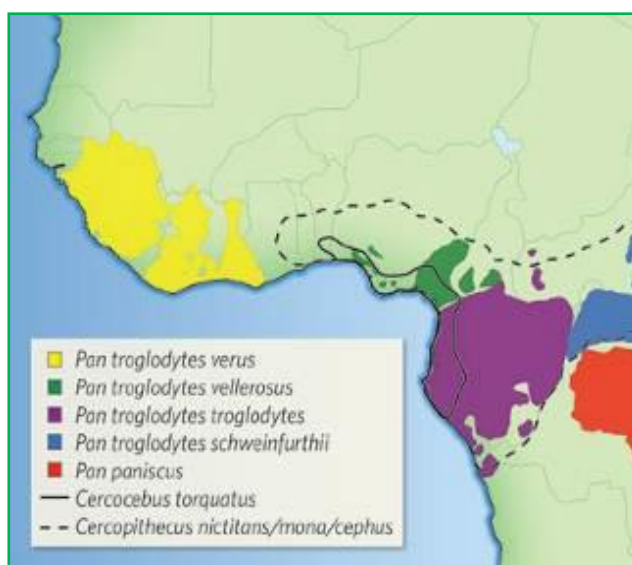 Pan troglodytes verus
Pan troglodytes vellerosus
Pan troglodytes troglodytes
Pan troglodytes schweinfurthii
Pan paniscus
Cercocebus torquatus
Cercopithecus nictitans/mona/cephus